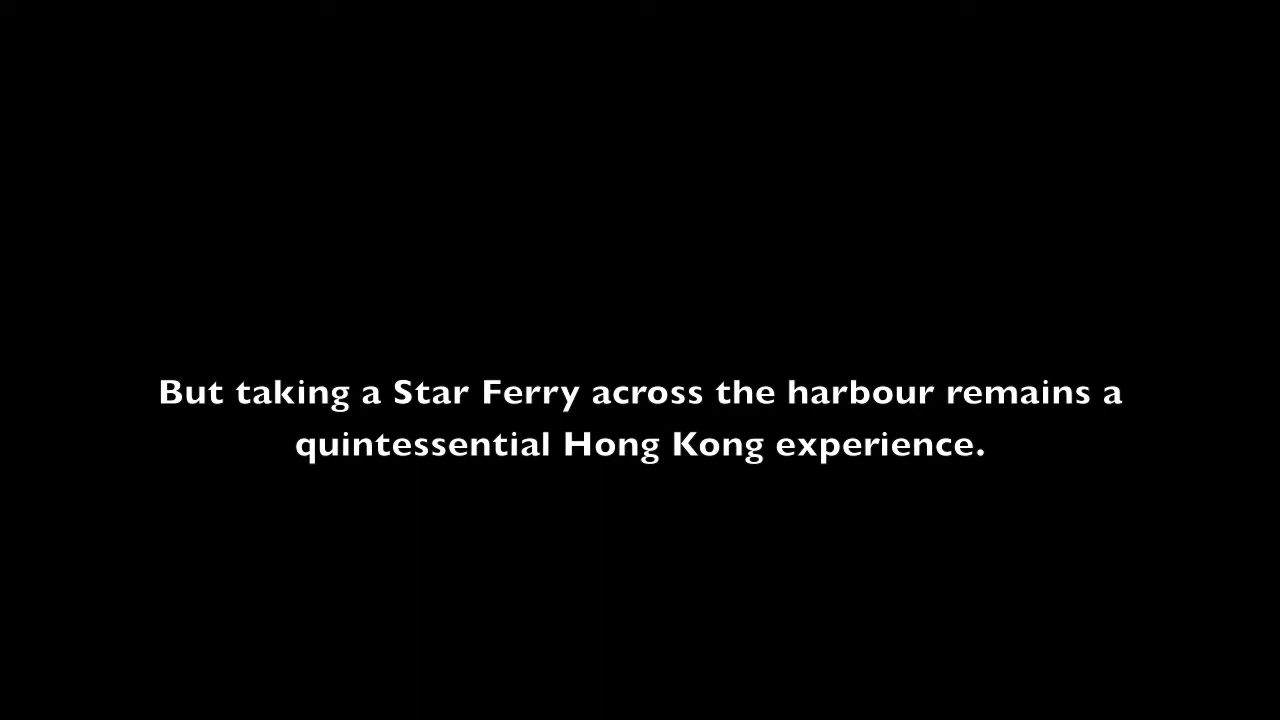 But taking a Star Ferry across the harbour remains a
quintessential Hong Kong experience.